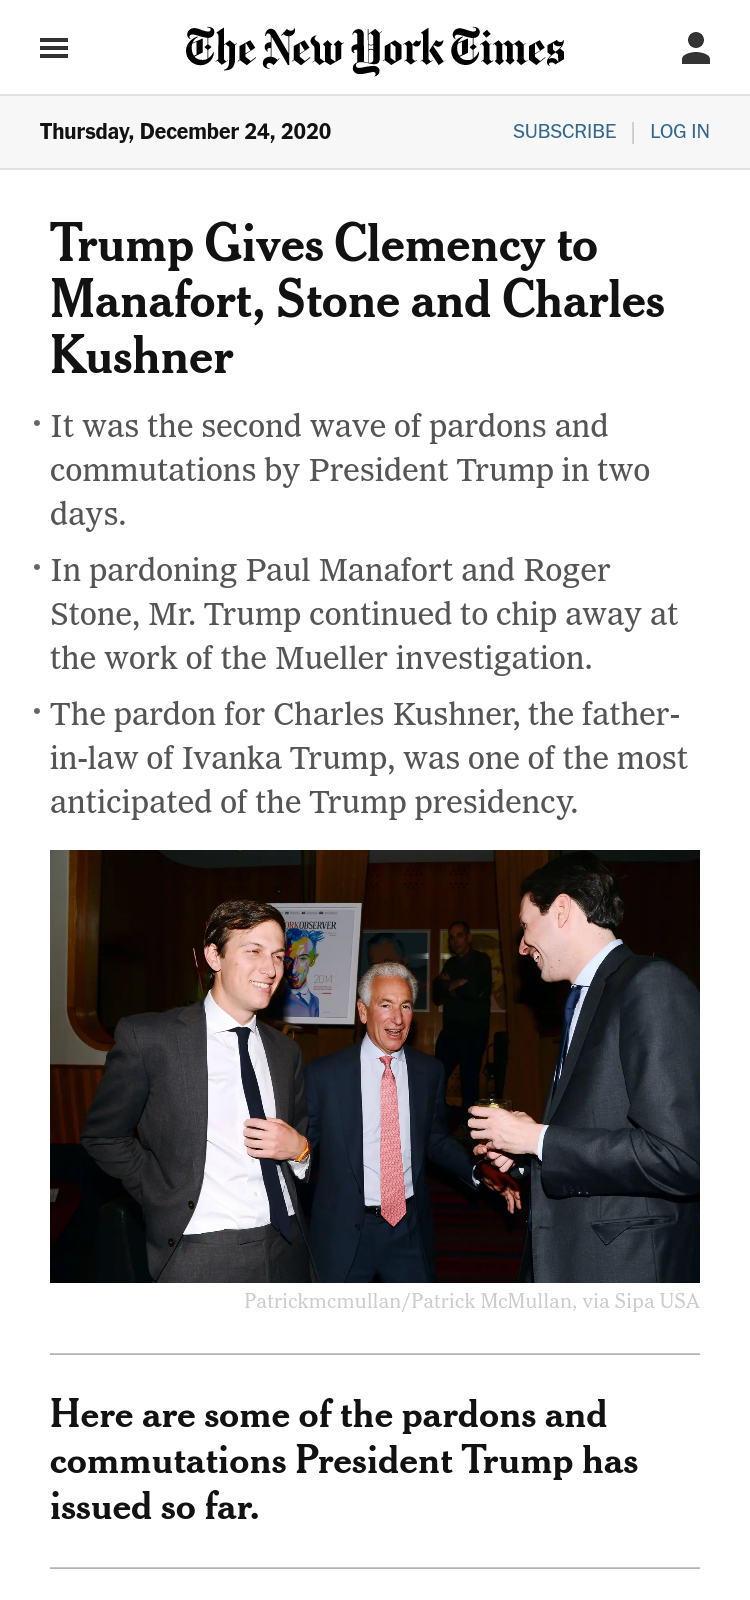 The New York Times
Thursday, December 24, 2020
SUBSCRIBE | LOG IN
Trump Gives Clemency to
Manafort, Stone and Charles
Kushner
• It was the second wave of pardons and
commutations by President Trump in two
days.
• In pardoning Paul Manafort and Roger
Stone, Mr. Trump continued to chip away at
the work of the Mueller investigation.
• The pardon for Charles Kushner, the father-
in-law of Ivanka Trump, was one of the most
anticipated of the Trump presidency.
OBSERVER
2014
Patrickmcmullan/Patrick McMullan, via Sipa USA
Here are some of the pardons and
commutations President Trump has
issued so far.